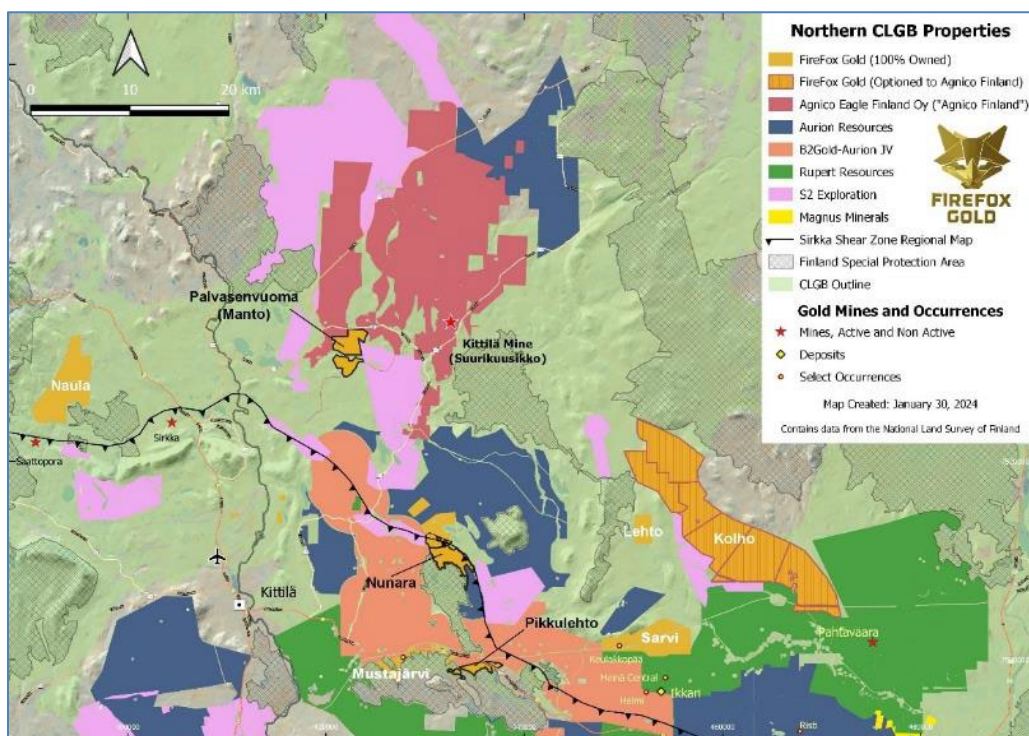 Northern CLGB Properties
FireFox Gold (100% Owned)
FireFox Gold (Optioned to Agnico Finland)
Agnico Eagle Finland Oy ("Agnico Finland")
Aurion Resources
B2Gold-Aurion JV
Rupert Resources
S2 Exploration
Magnus Minerals
Sirkka Shear Zone Regional Map
Finland Special Protection Area
CLGB Outline
Gold Mines and Occurrences
Mines, Active and Non Active
Deposits
Select Occurrences
Map Created: January 30, 2024
Contains data from the National Land Survey of Finland
FIREFOX
GOLD
0 10 20 km
Palvasenvuoma
(Manto)
Kittilä Mine
(Suurikuusikko)
Naula
Sirkka
Saattopora
Lehto
Kolho
Nunara
Kittilä
Pikkulehto
Sarvi
Pahtavaara
Keulakkopää
Mustajärvi
Heinä Central
Ikkari
Helmi
Risti